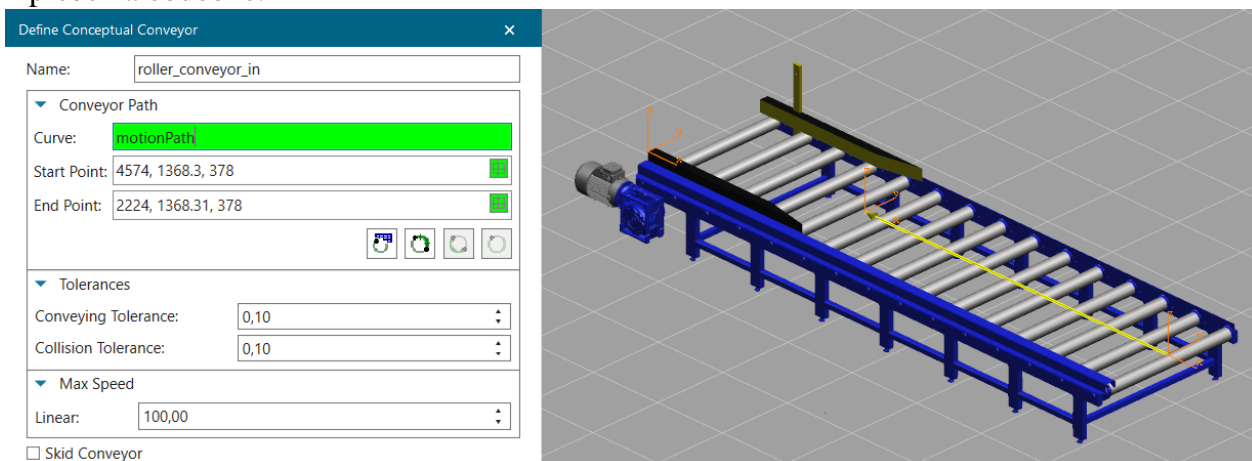 Define Conceptual Conveyor
Name: roller_conveyor_in
Conveyor Path
Curve: motionPath
Start Point: 4574, 1368.3, 378
End Point: 2224, 1368.31, 378
Tolerances
Conveying Tolerance: 0,10
Collision Tolerance: 0,10
Max Speed
Linear: 100,00
Skid Conveyor